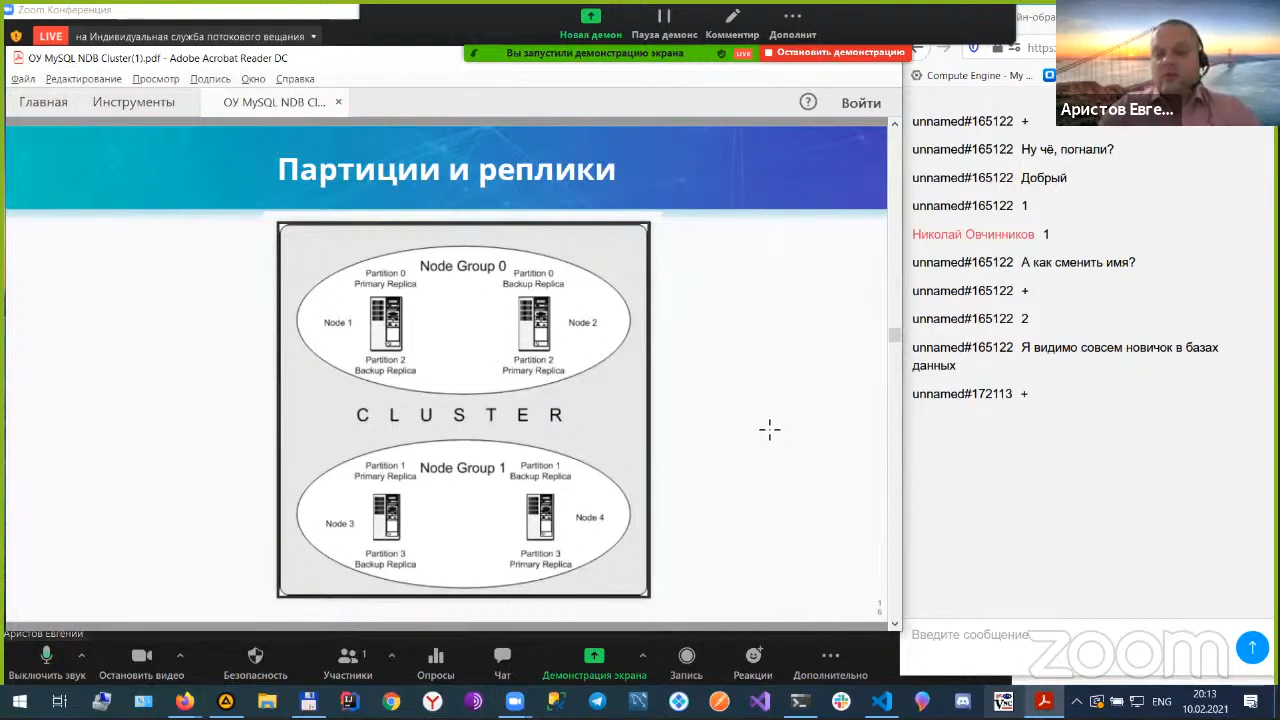 Zoom Конференция
LIVE на Индивидуальная служба потокового вещания
Новая демон Пауза демонс Комментир Дополнит
Вы запустили демонстрацию экрана LIVE Остановить демонстрацию
ОУ MySQL NDB Cluster(1).pdf - Adobe Acrobat Reader DC
Файл Редактирование Просмотр Подпись Окно Справка
Главная Инструменты ОУ MySQL NDB Cl... × ? Войти
https:
Compute Engine - My ...
Аристов Евге...
Партиции и реплики
Node Group 0
Partition 0
Primary Replica
Partition 0
Backup Replica
Node 1
Node 2
Partition 2
Backup Replica
Partition 2
Primary Replica
CLUSTER
Node Group 1
Partition 1
Primary Replica
Partition 1
Backup Replica
Node 3
Node 4
Partition 3
Backup Replica
Partition 3
Primary Replica
1
6
unnamed#165122 +
unnamed#165122 Ну чё, погнали?
unnamed#165122 Добрый
unnamed#165122 1
Николай Овчинников 1
unnamed#165122 А как сменить имя?
unnamed#165122 +
unnamed#165122 2
unnamed#165122 Я видимо совсем новичок в базах
данных
unnamed#172113 +
Введите сообщение
zoom
Аристов Евгений
1
Выключить звук Остановить видео Безопасность Участники Опросы Чат Демонстрация экрана Запись Реакции Дополнительно
ENG
20:13
10.02.2021